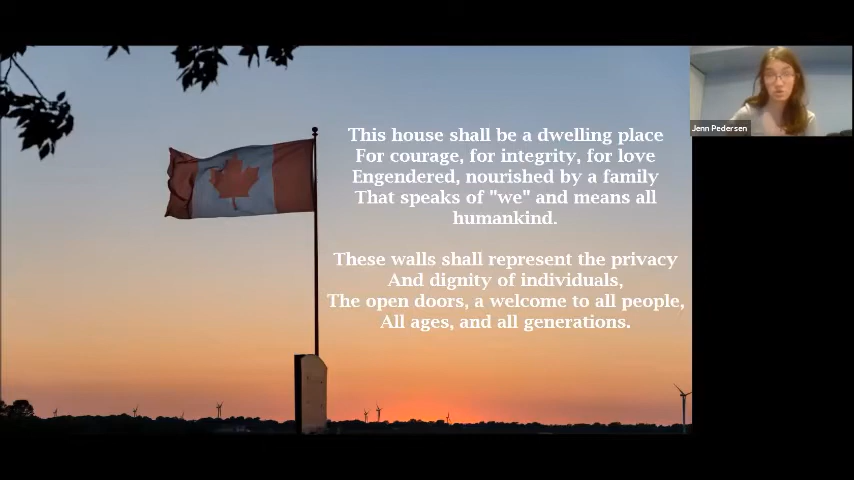 This house shall be a dwelling place
For courage, for integrity, for love
Engendered, nourished by a family
That speaks of "we" and means all
humankind.
These walls shall represent the privacy
And dignity of individuals,
The open doors, a welcome to all people,
All ages, and all generations.
Jenn Pedersen